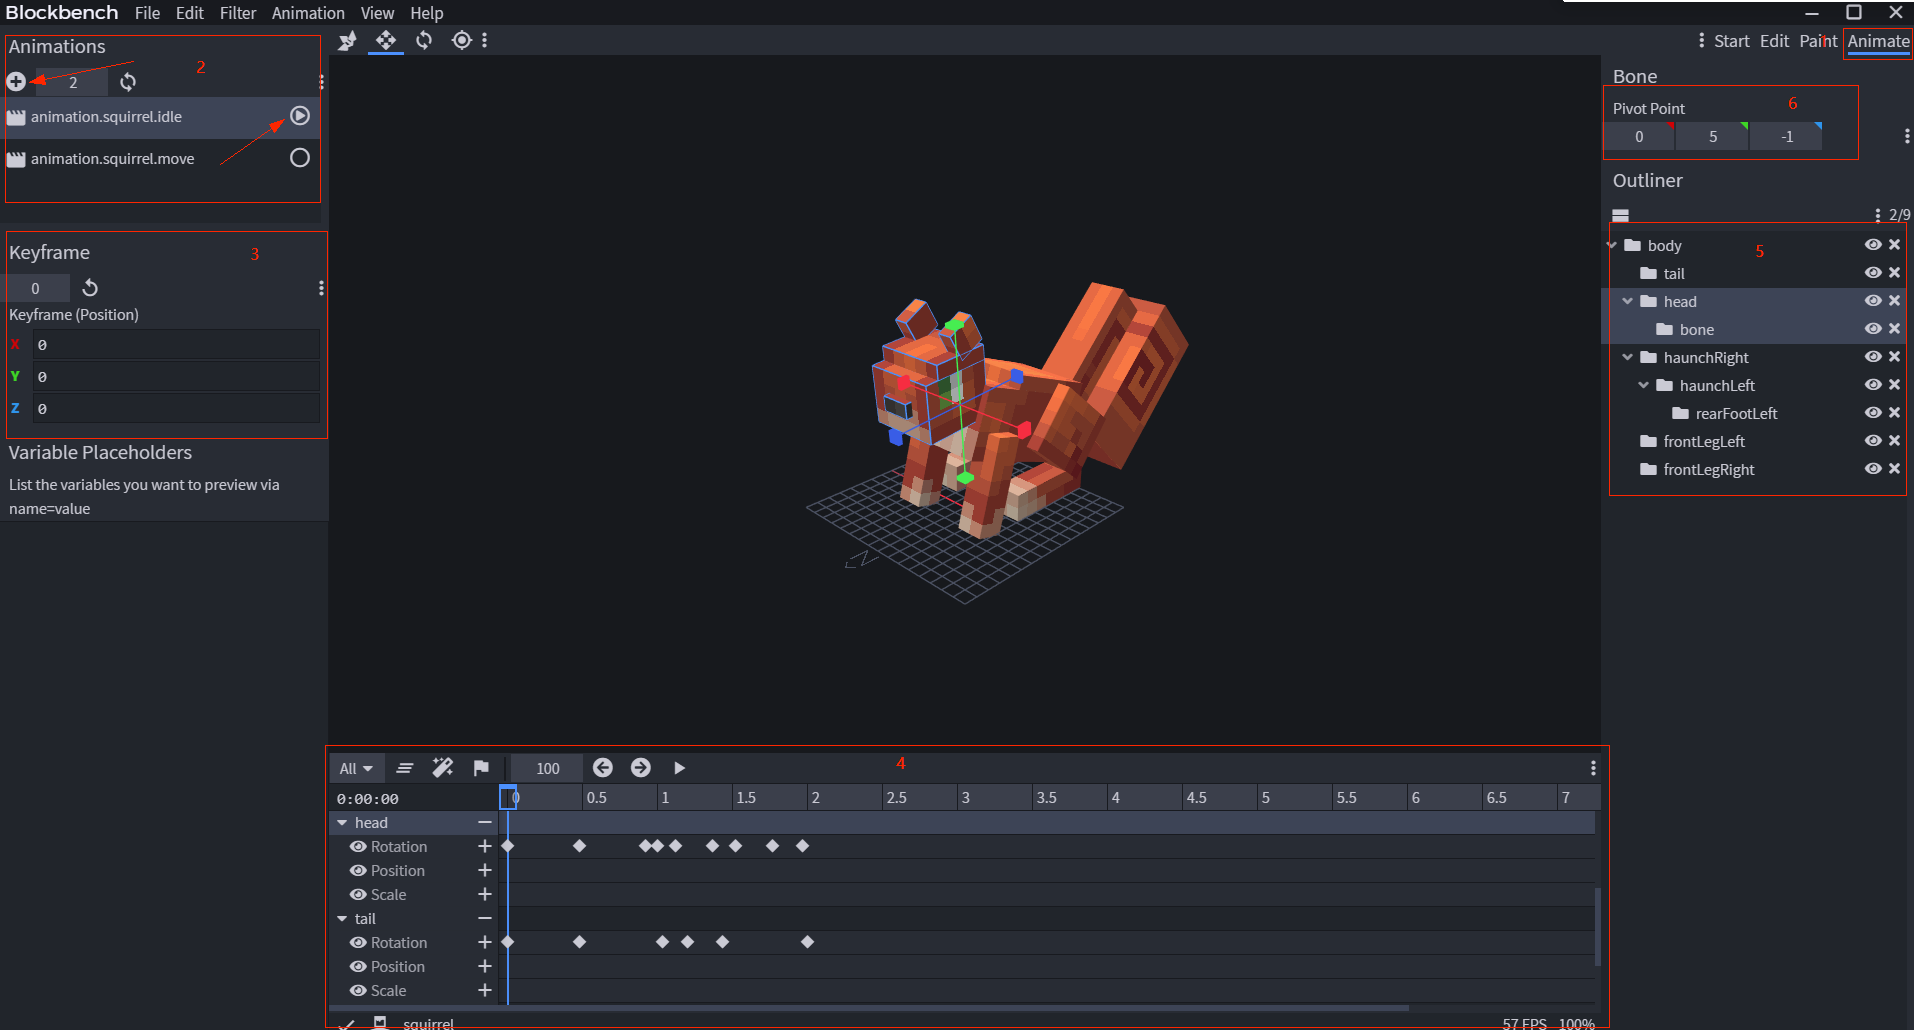 Blockbench File Edit Filter Animation View Help
Start Edit Paint 1 Animate
Animations
2
2
animation.squirrel.idle
animation.squirrel.move
Keyframe
3
0
Keyframe (Position)
X 0
Y 0
Z 0
Variable Placeholders
List the variables you want to preview via
name=value
Bone
Pivot Point 6
0 5 -1
Outliner
2/9
body 5
tail
head
bone
haunchRight
haunchLeft
rearFootLeft
frontLegLeft
frontLegRight
All 100 4
0:00:00 0 0.5 1 1.5 2 2.5 3 3.5 4 4.5 5 5.5 6 6.5 7
head
Rotation
Position
Scale
tail
Rotation
Position
Scale
squirrel 57 FPS 100%